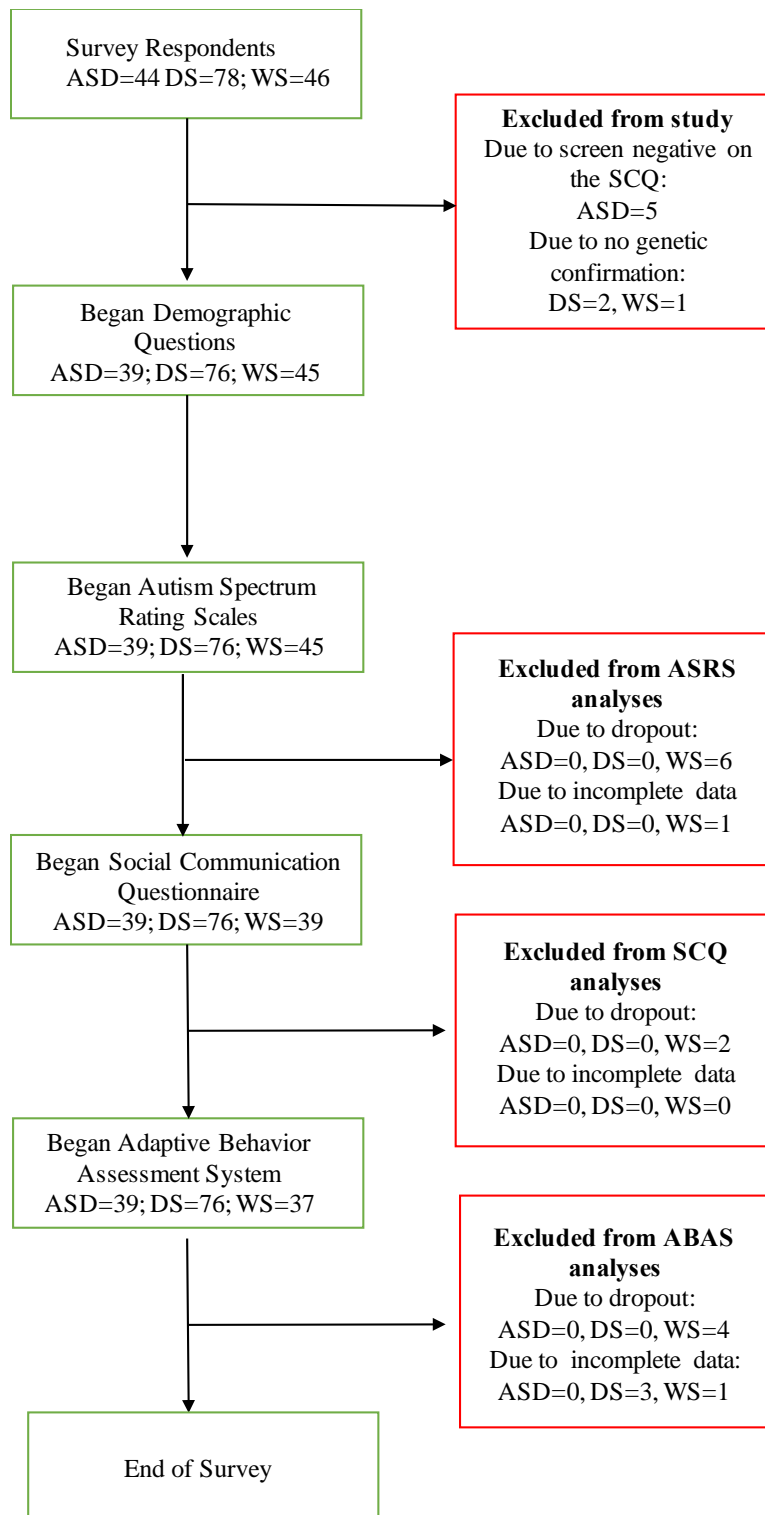 Survey Respondents
ASD=44 DS=78; WS=46
Excluded from study
Due to screen negative on
the SCQ:
ASD=5
Due to no genetic
confirmation:
DS=2, WS=1
Began Demographic
Questions
ASD=39; DS=76; WS=45
Began Autism Spectrum
Rating Scales
ASD=39; DS=76; WS=45
Excluded from ASRS
analyses
Due to dropout:
ASD=0, DS=0, WS=6
Due to incomplete data
ASD=0, DS=0, WS=1
Began Social Communication
Questionnaire
ASD=39; DS=76; WS=39
Excluded from SCQ
analyses
Due to dropout:
ASD=0, DS=0, WS=2
Due to incomplete data
ASD=0, DS=0, WS=0
Began Adaptive Behavior
Assessment System
ASD=39; DS=76; WS=37
Excluded from ABAS
analyses
Due to dropout:
ASD=0, DS=0, WS=4
Due to incomplete data:
ASD=0, DS=3, WS=1
End of Survey